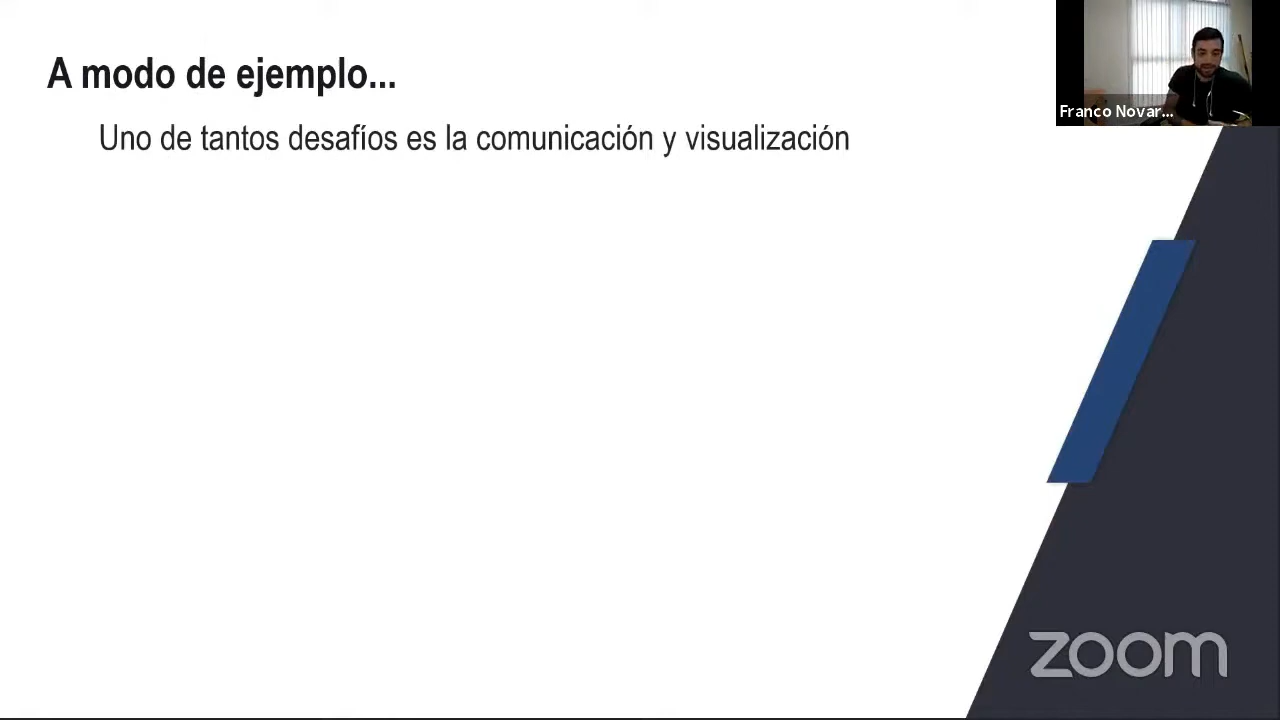 A modo de ejemplo...
Uno de tantos desafíos es la comunicación y visualización
Franco Novar...
zoom